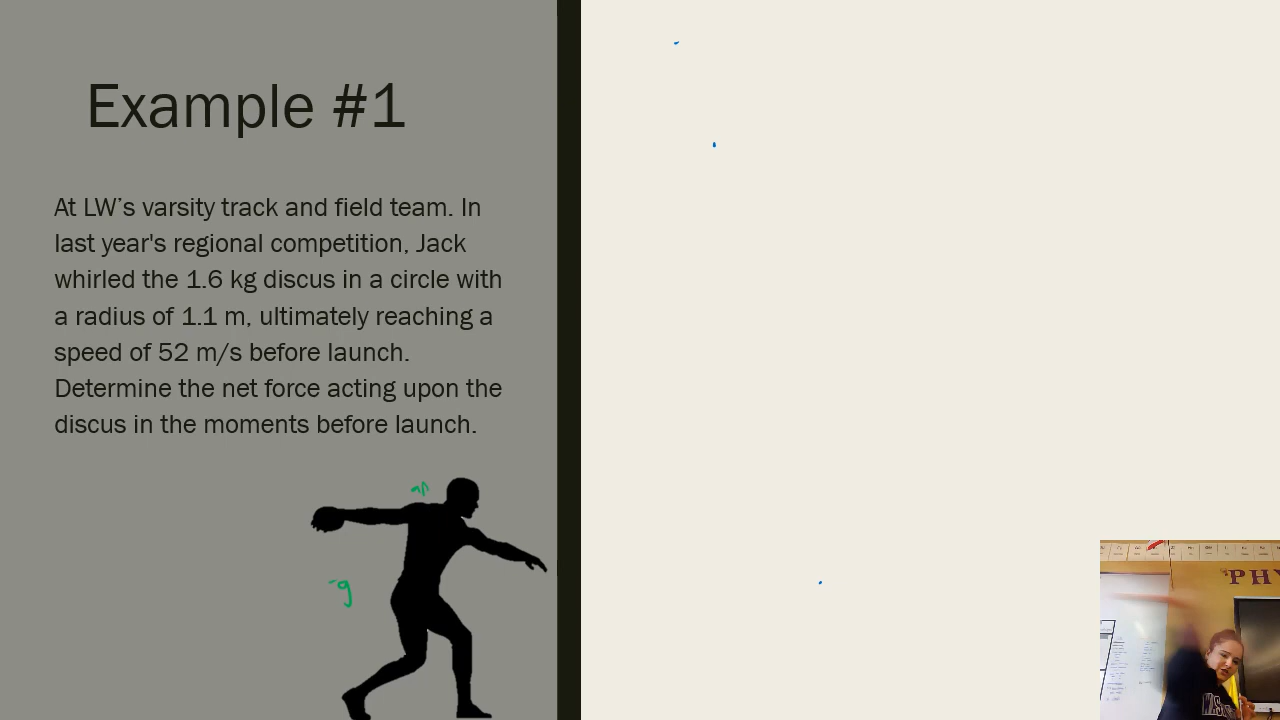 Example #1
At LW’s varsity track and field team. In
last year's regional competition, Jack
whirled the 1.6 kg discus in a circle with
a radius of 1.1 m, ultimately reaching a
speed of 52 m/s before launch.
Determine the net force acting upon the
discus in the moments before launch.
g
PHY